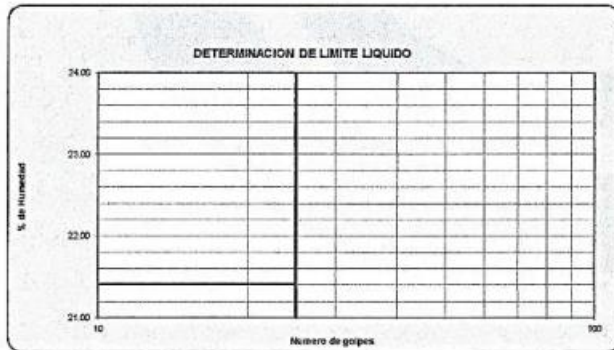 DETERMINACION DE LIMITE LIQUIDO
24.00
23.00
22.00
21.00
% de Humedad
10
100
Numero de golpes